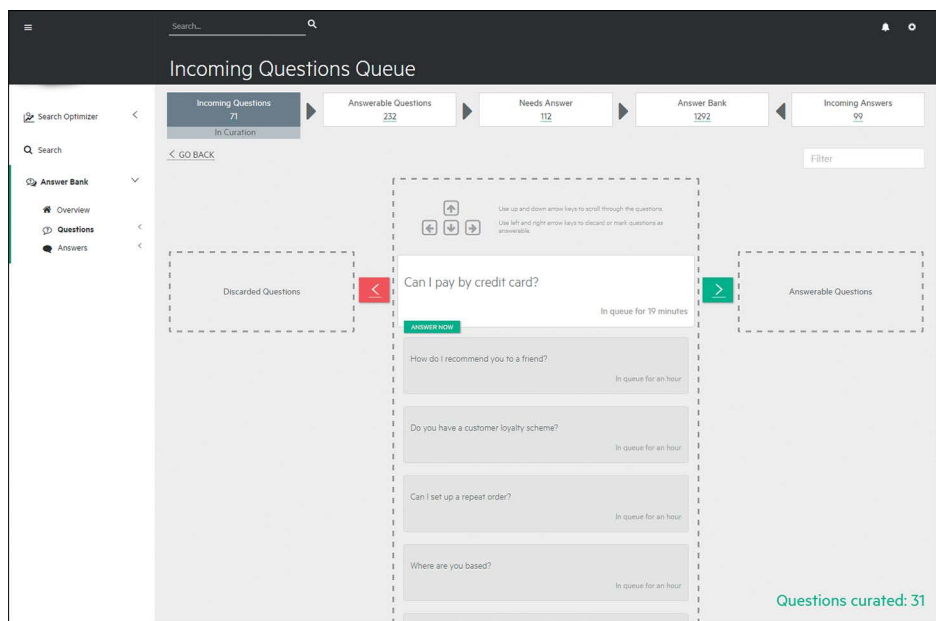 Search...
Incoming Questions Queue
Search Optimizer
Search
Answer Bank
Overview
Questions
Answers
Incoming Questions
71
In Curation
Answerable Questions
232
Needs Answer
112
Answer Bank
1292
Incoming Answers
99
GO BACK
Filter
Use up and down arrow keys to scroll through the questions
Use left and right arrow keys to discard or mark questions as
answerable.
Discarded Questions
Can I pay by credit card?
In queue for 19 minutes
ANSWER NOW
Answerable Questions
How do I recommend you to a friend?
In queue for an hour
Do you have a customer loyalty scheme?
In queue for an hour
Can I set up a repeat order?
In queue for an hour
Where are you based?
In queue for an hour
Questions curated: 31